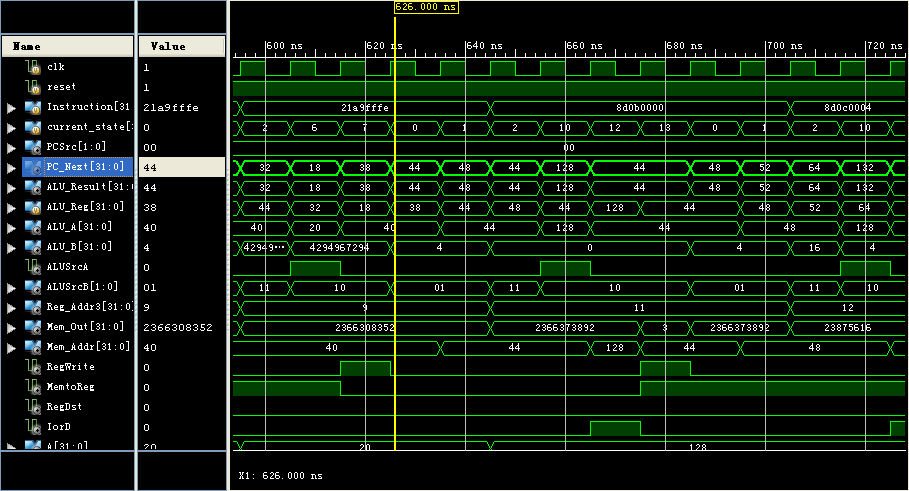 626.000 ns
Name Value 600 ns 620 ns 640 ns 660 ns 680 ns 700 ns 720 ns
clk 1
reset 1
Instruction[31 21a9fffe 21a9fffe 8d0b0000 8d0c0004
current_state[ 0 2 6 7 0 1 2 10 12 13 0 1 2 10
PCSrc[1:0] 00 00
PC_Next[31:0] 44 32 18 38 44 48 44 128 44 48 52 64 132
ALU_Result[31: 44 32 18 38 44 48 44 128 44 48 52 64 132
ALU_Reg[31:0] 38 44 32 18 38 44 48 44 128 44 48 52 64
ALU_A[31:0] 40 40 20 40 44 128 44 48 128
ALU_B[31:0] 4 42949... 4294967294 4 0 4 16 4
ALUSrcA 0
ALUSrcB[1:0] 01 11 10 01 11 10 01 11 10
Reg_Addr3[31: 9 9 11 12
Mem_Out[31:0] 2366308352 2366308352 2366373892 3 2366373892 23875616
Mem_Addr[31:0] 40 40 44 128 44 48
RegWrite 0
MemtoReg 0
RegDst 0
IorD 0
A[31:0] 20 20 128
X1: 626.000 ns